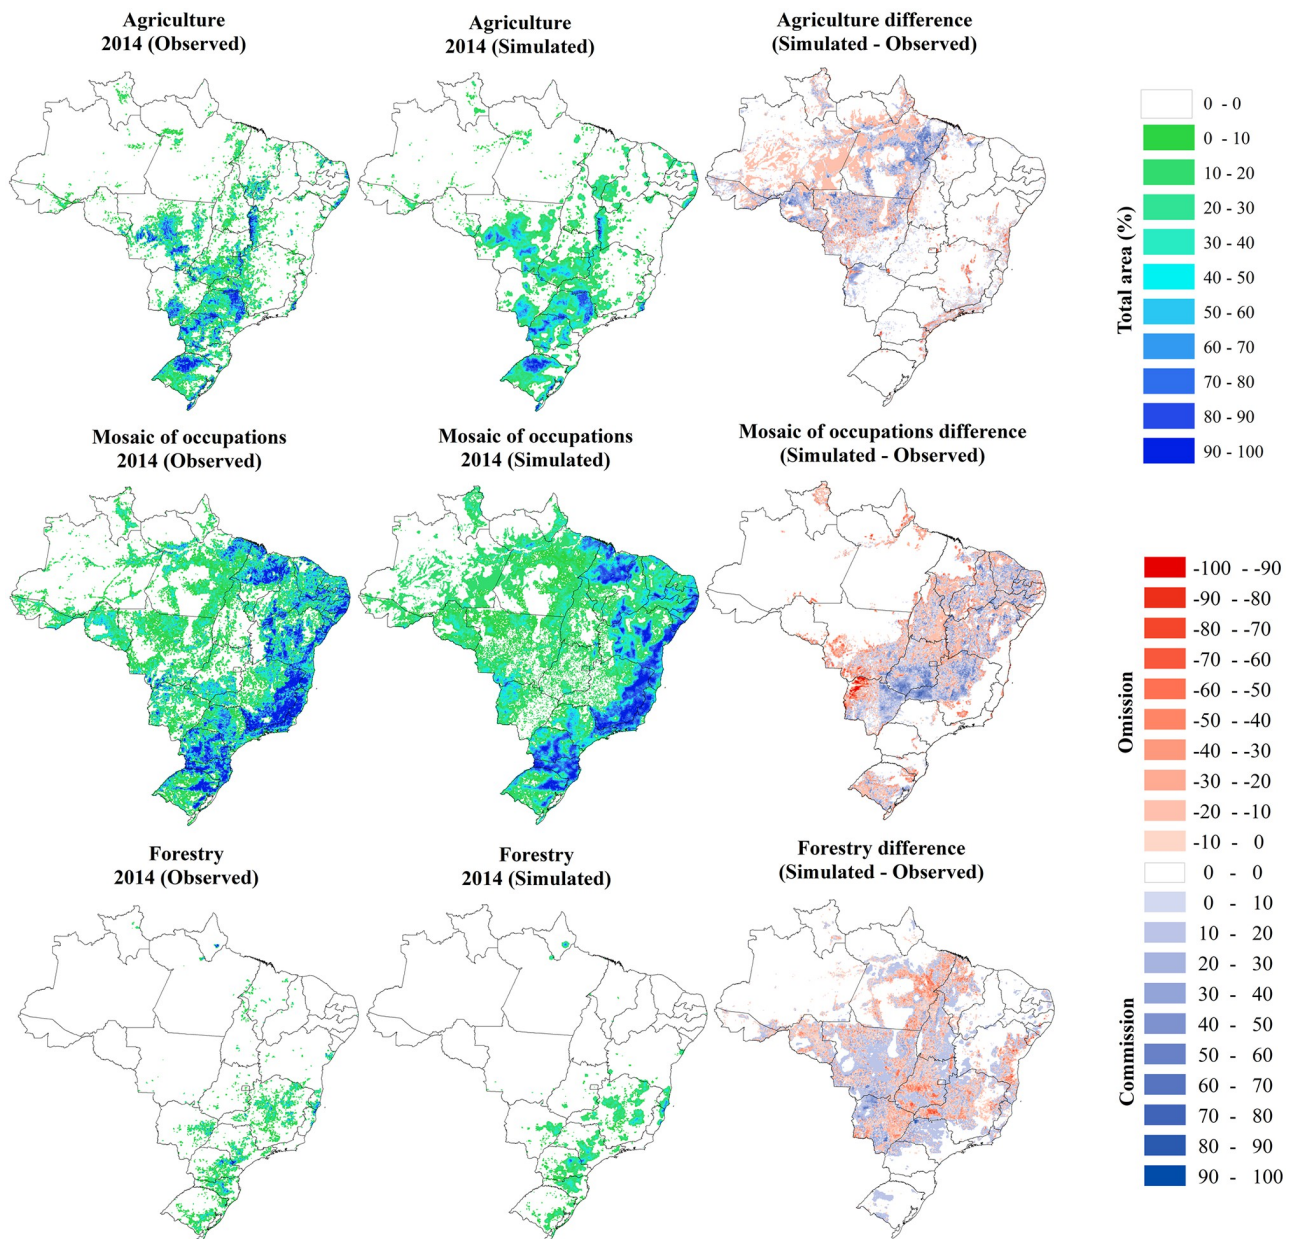 Agriculture
2014 (Observed)
Agriculture
2014 (Simulated)
Agriculture difference
(Simulated - Observed)
Mosaic of occupations
2014 (Observed)
Mosaic of occupations
2014 (Simulated)
Mosaic of occupations difference
(Simulated - Observed)
Forestry
2014 (Observed)
Forestry
2014 (Simulated)
Forestry difference
(Simulated - Observed)
Total area (%)
0 - 0
0 - 10
10 - 20
20 - 30
30 - 40
40 - 50
50 - 60
60 - 70
70 - 80
80 - 90
90 - 100
Omission
-100 - -90
-90 - -80
-80 - -70
-70 - -60
-60 - -50
-50 - -40
-40 - -30
-30 - -20
-20 - -10
-10 - 0
0 - 0
Commission
0 - 10
10 - 20
20 - 30
30 - 40
40 - 50
50 - 60
60 - 70
70 - 80
80 - 90
90 - 100